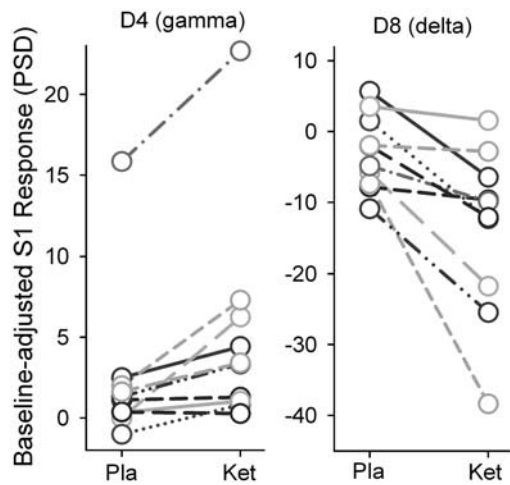 D4 (gamma)
D8 (delta)
Baseline-adjusted S1 Response (PSD)
20
15
10
5
0
Pla
Ket
10
0
-10
-20
-30
-40
Pla
Ket